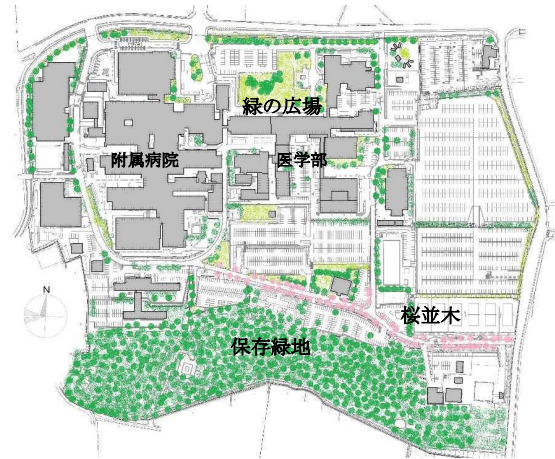 緑の広場
附属病院
医学部
桜並木
N
保存緑地